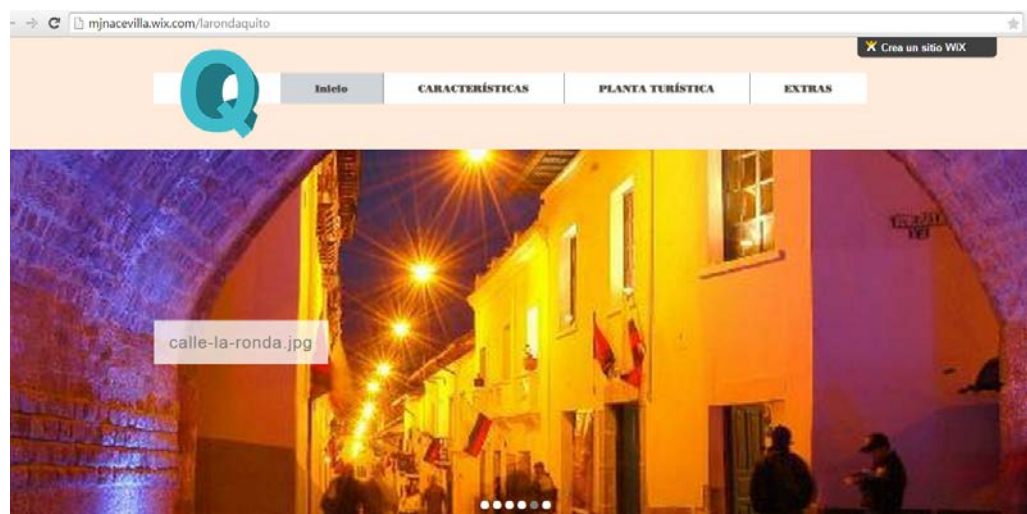 mjnacevilla.wix.com/larondaquito
Crea un sitio WiX
Q
Inicio
CARACTERÍSTICAS
PLANTA TURÍSTICA
EXTRAS
calle-la-ronda.jpg